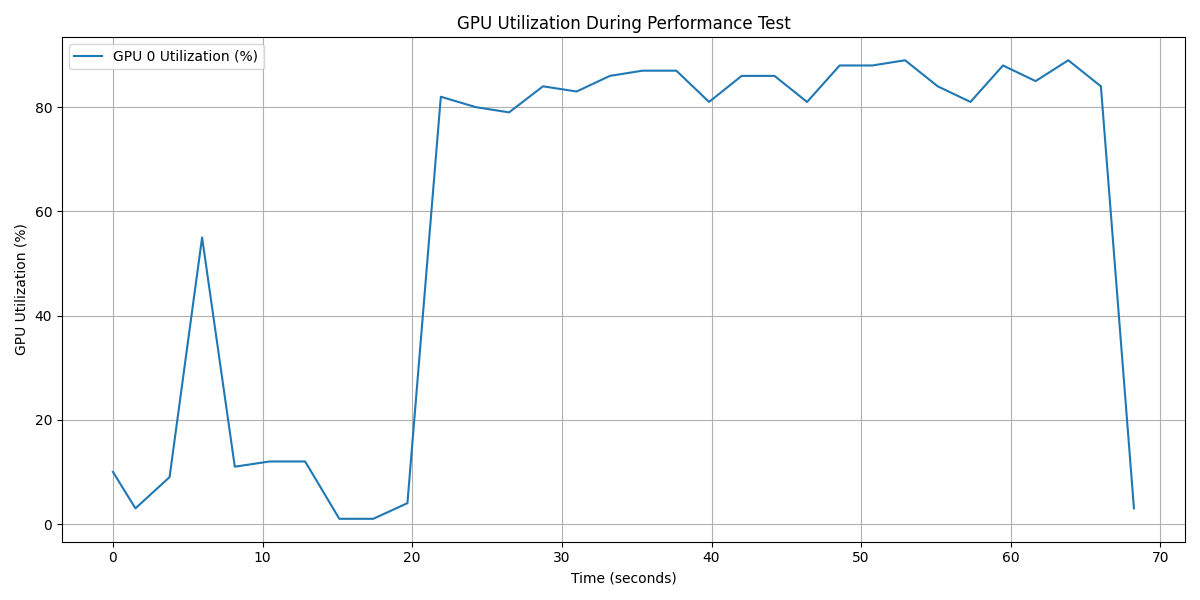 GPU Utilization During Performance Test
GPU 0 Utilization (%)
GPU Utilization (%)
80
60
40
20
0
0 10 20 30 40 50 60 70
Time (seconds)